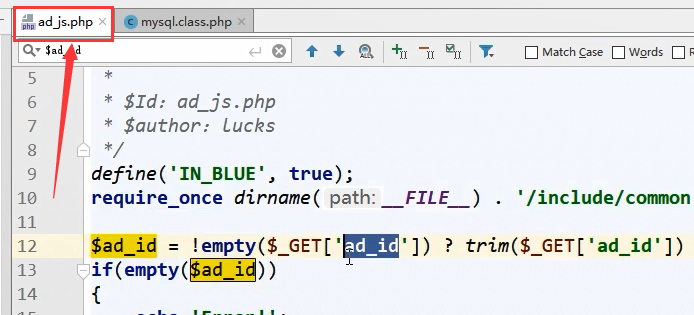 ad_js.php × mysql.class.php ×
$ad_id Match Case Words R
5 *
6 * $Id: ad_js.php
7 * $author: lucks
8 */
9 define('IN_BLUE', true);
10 require_once dirname( path: __FILE__) . '/include/common
11
12 $ad_id = !empty($_GET['ad_id']) ? trim($_GET['ad_id'])
13 if(empty($ad_id))
14 {